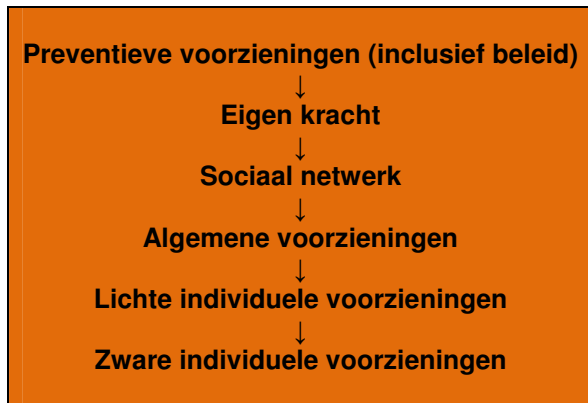 Preventieve voorzieningen (inclusief beleid)
↓
Eigen kracht
↓
Sociaal netwerk
↓
Algemene voorzieningen
↓
Lichte individuele voorzieningen
↓
Zware individuele voorzieningen